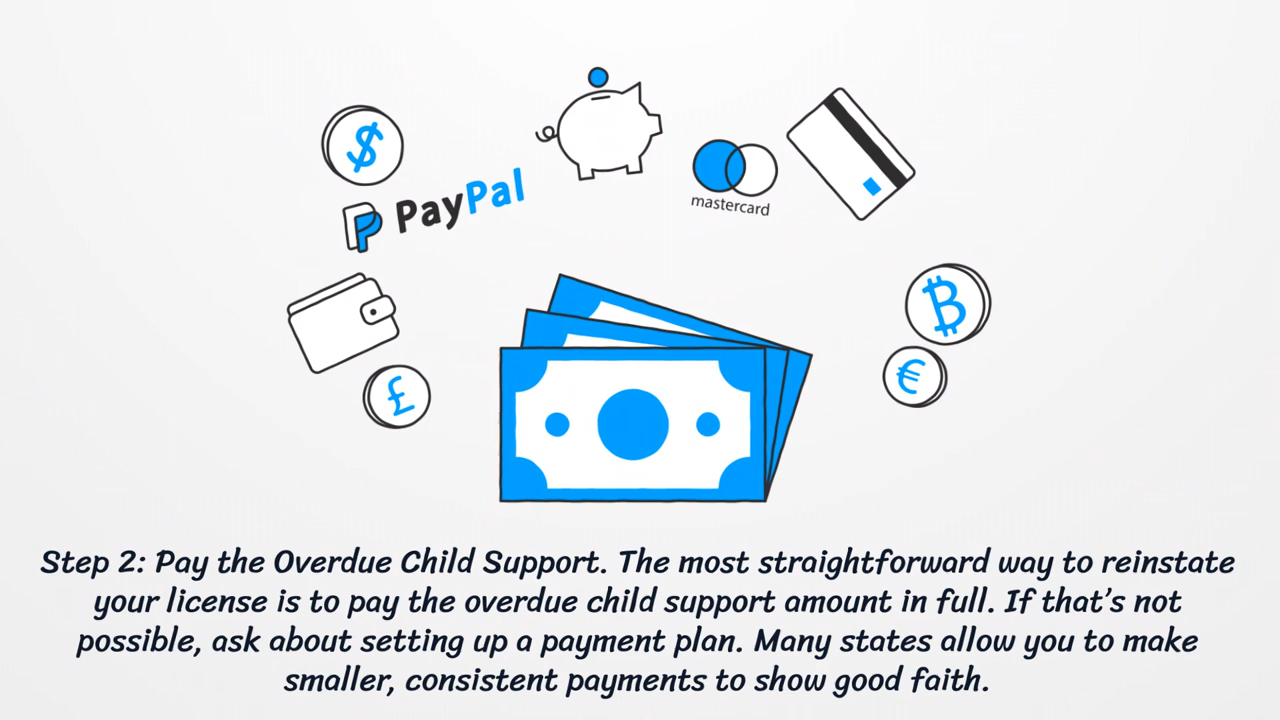 $
PayPal
mastercard
£
₿
€
Step 2: Pay the Overdue Child Support. The most straightforward way to reinstate
your license is to pay the overdue child support amount in full. If that's not
possible, ask about setting up a payment plan. Many states allow you to make
smaller, consistent payments to show good faith.